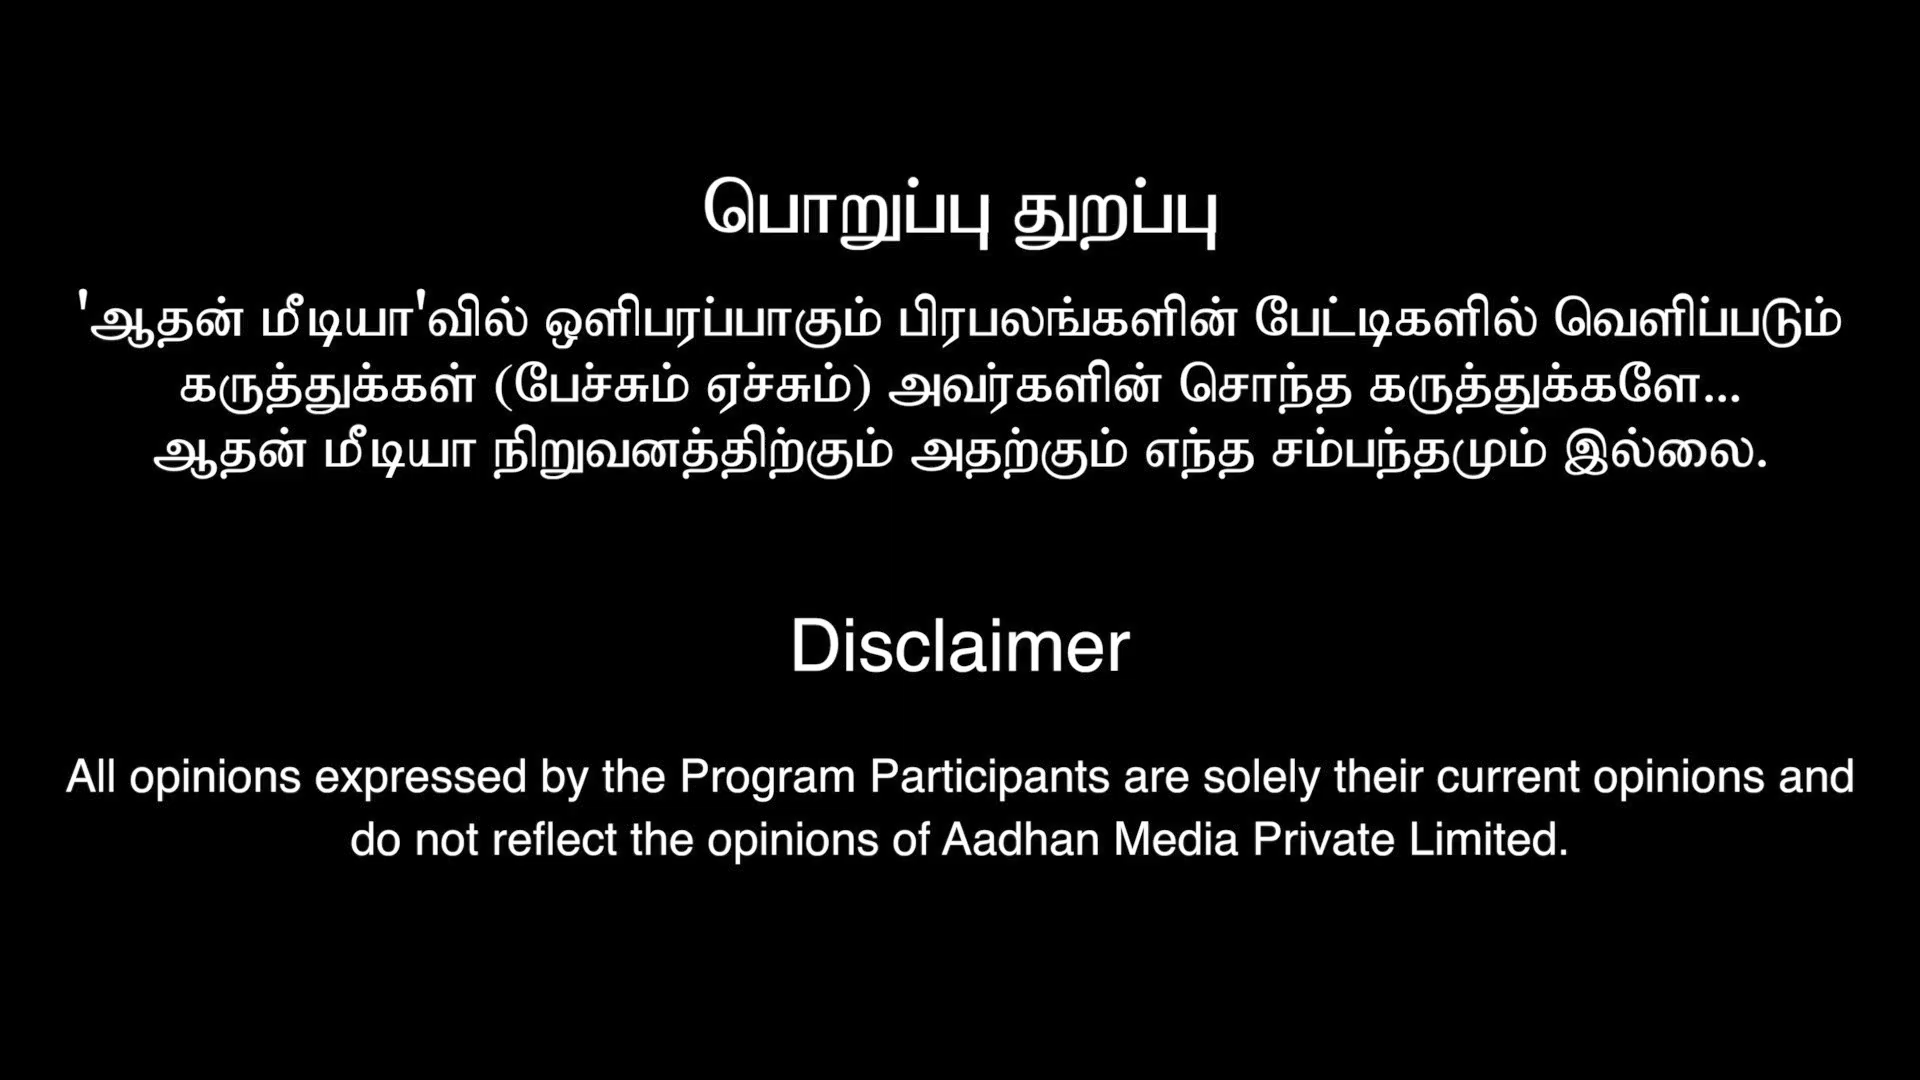 பொறுப்பு துறப்பு
'ஆதன் மீடியா'வில் ஒளிபரப்பாகும் பிரபலங்களின் பேட்டிகளில் வெளிப்படும்
கருத்துக்கள் (பேச்சும் ஏச்சும்) அவர்களின் சொந்த கருத்துக்களே...
ஆதன் மீடியா நிறுவனத்திற்கும் அதற்கும் எந்த சம்பந்தமும் இல்லை.
Disclaimer
All opinions expressed by the Program Participants are solely their current opinions and
do not reflect the opinions of Aadhan Media Private Limited.